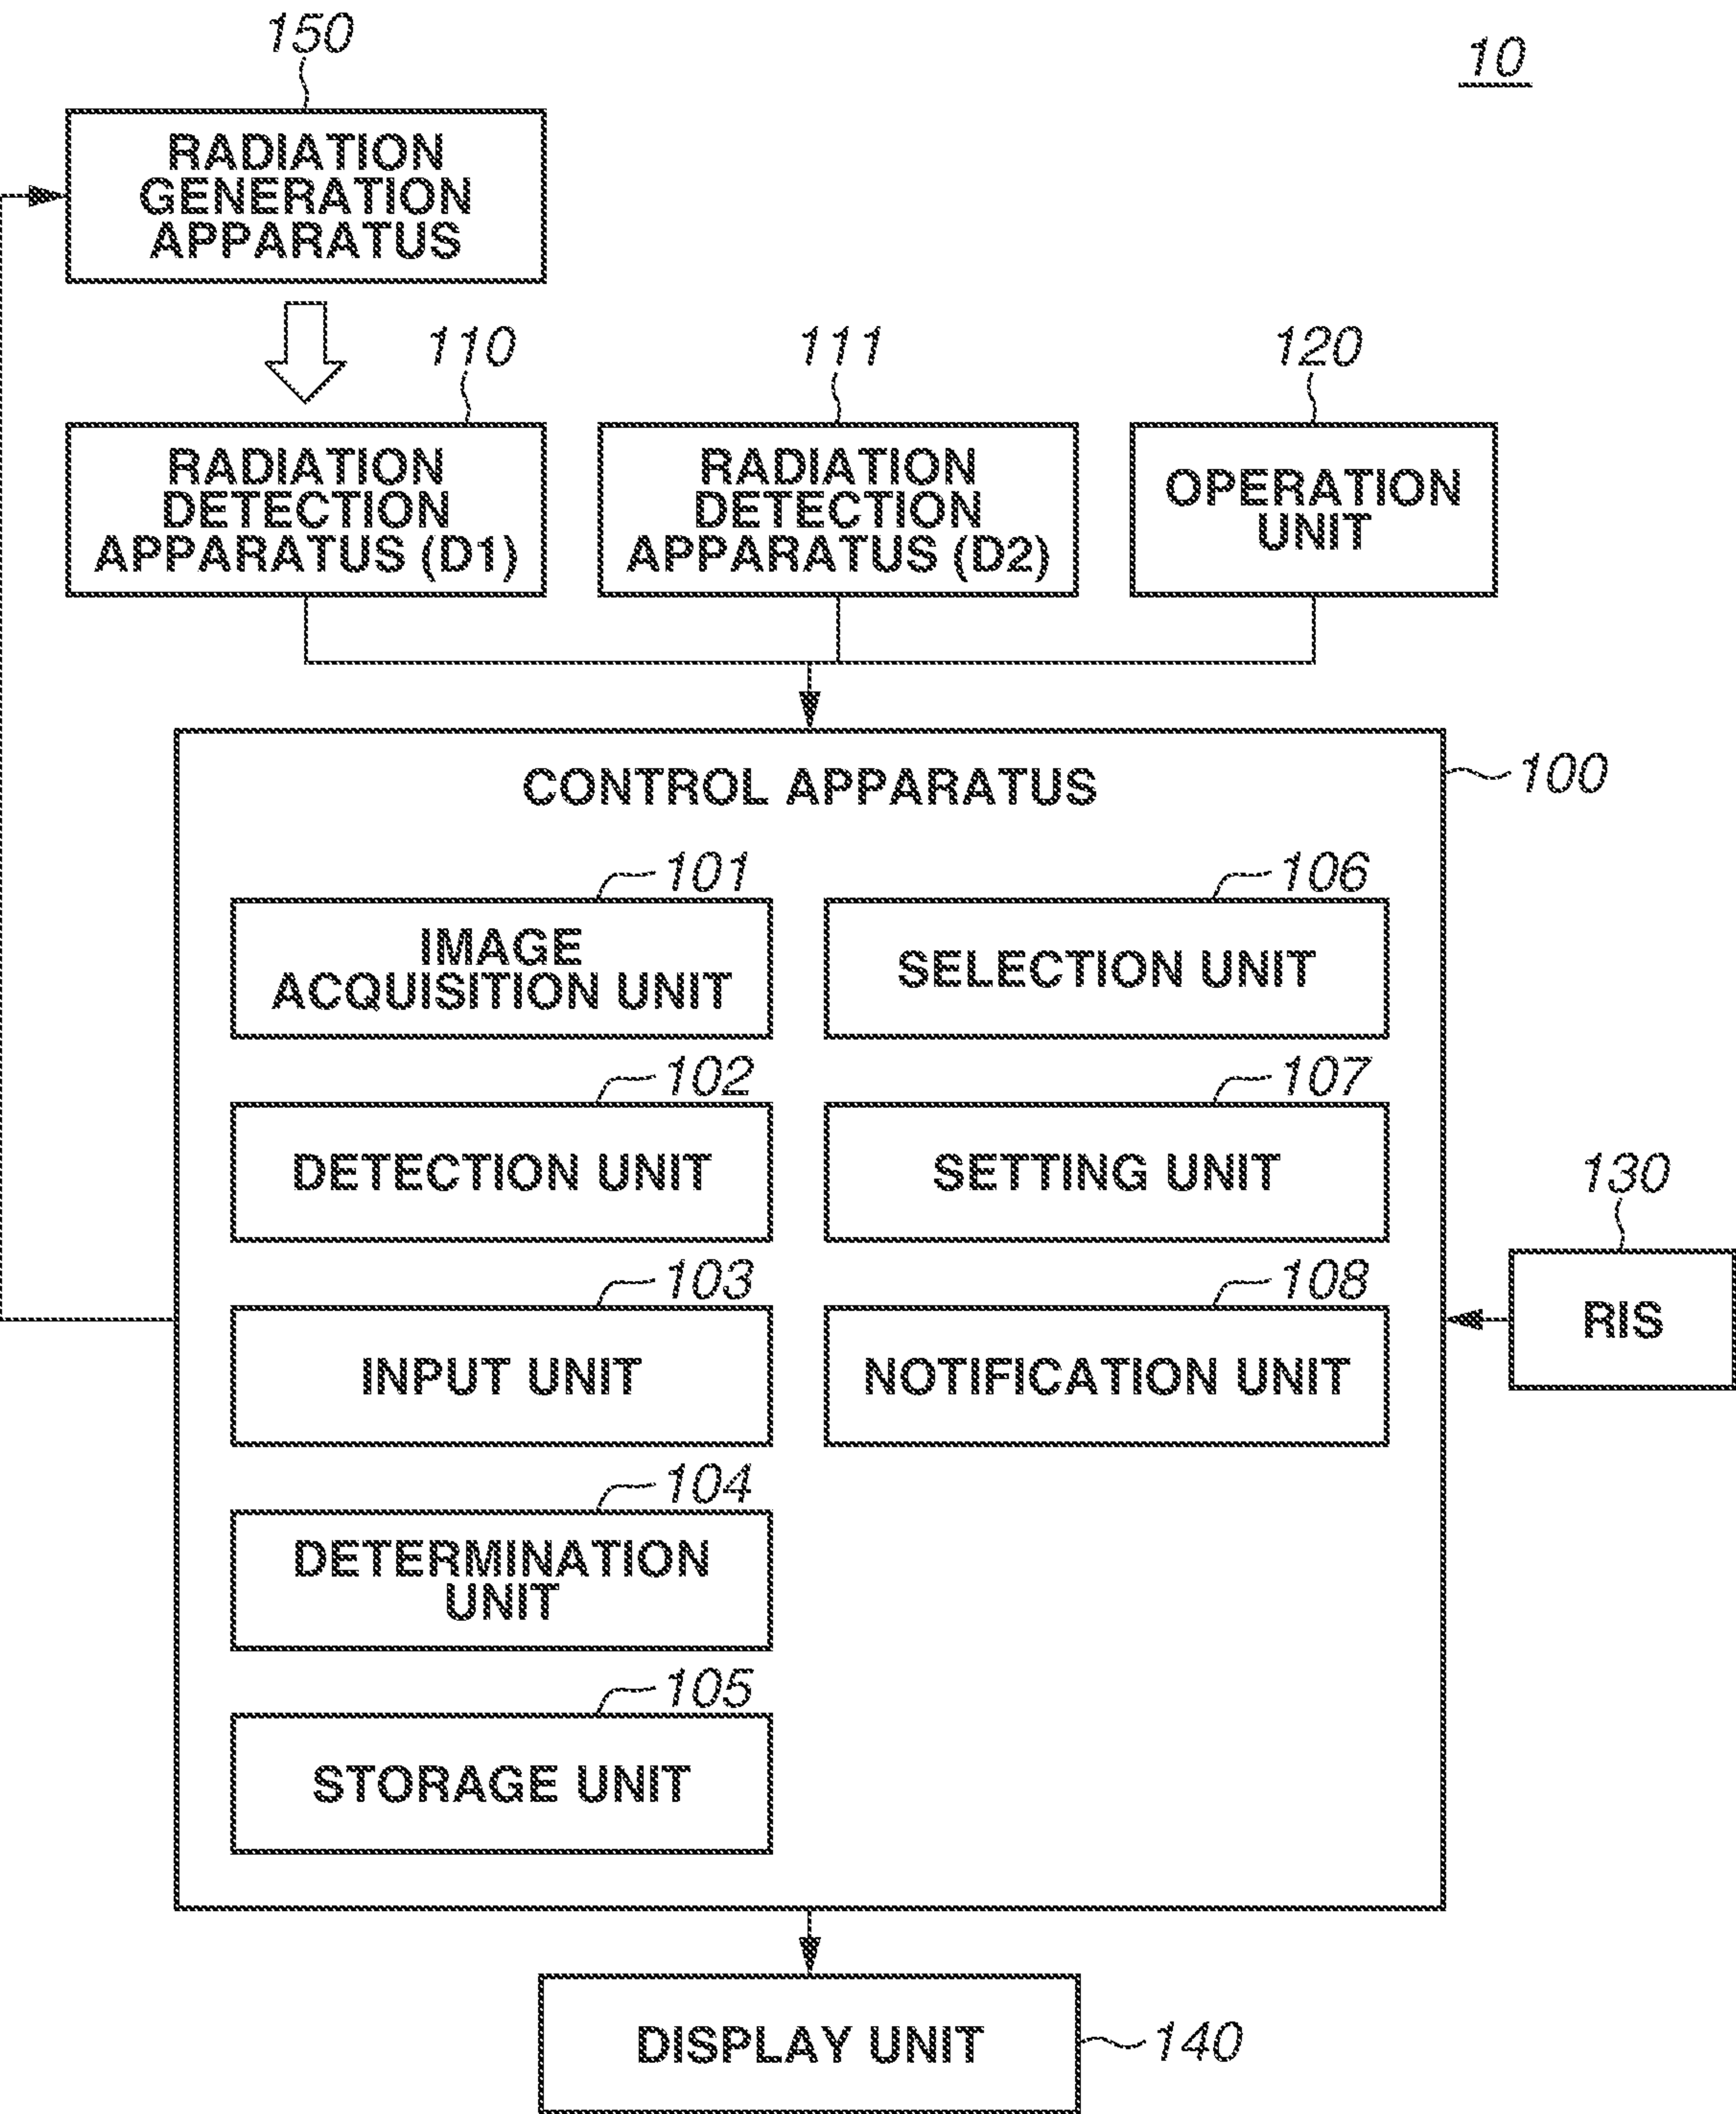 150
10
RADIATION
GENERATION
APPARATUS
110
111
120
RADIATION
DETECTION
APPARATUS (D1)
RADIATION
DETECTION
APPARATUS (D2)
OPERATION
UNIT
CONTROL APPARATUS
100
101
IMAGE
ACQUISITION UNIT
106
SELECTION UNIT
102
DETECTION UNIT
107
SETTING UNIT
103
INPUT UNIT
108
NOTIFICATION UNIT
130
RIS
104
DETERMINATION
UNIT
105
STORAGE UNIT
DISPLAY UNIT
140